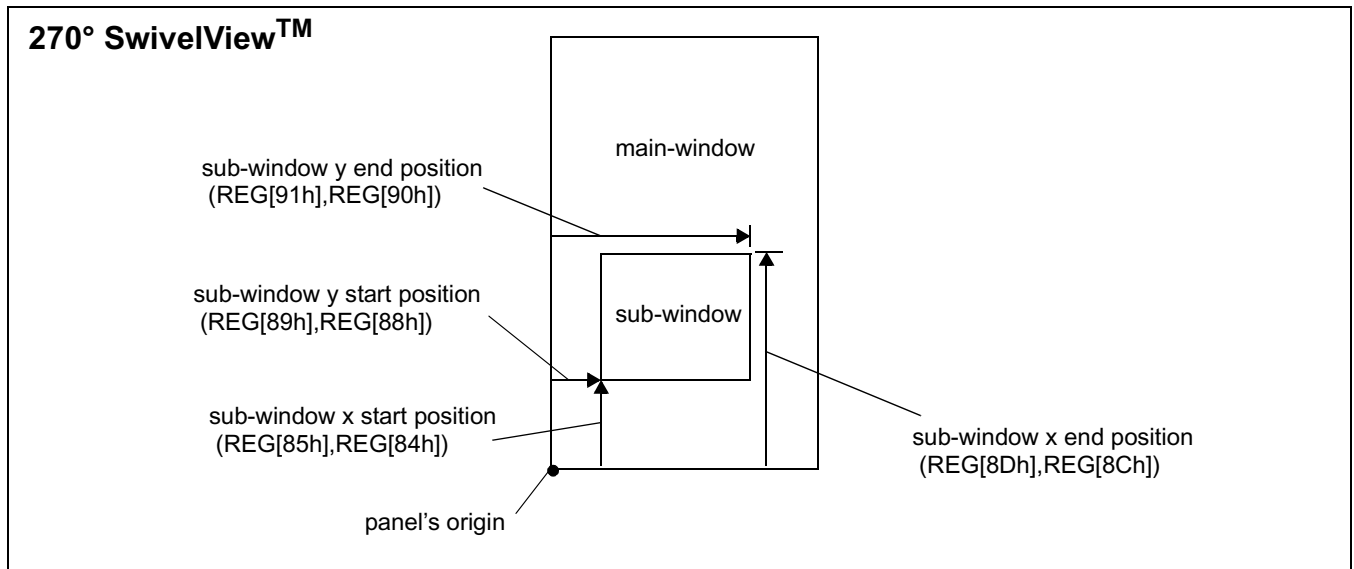 270° SwivelViewTM
main-window
sub-window y end position
(REG[91h],REG[90h])
sub-window y start position
(REG[89h],REG[88h])
sub-window
sub-window x start position
(REG[85h],REG[84h])
sub-window x end position
(REG[8Dh],REG[8Ch])
panel’s origin